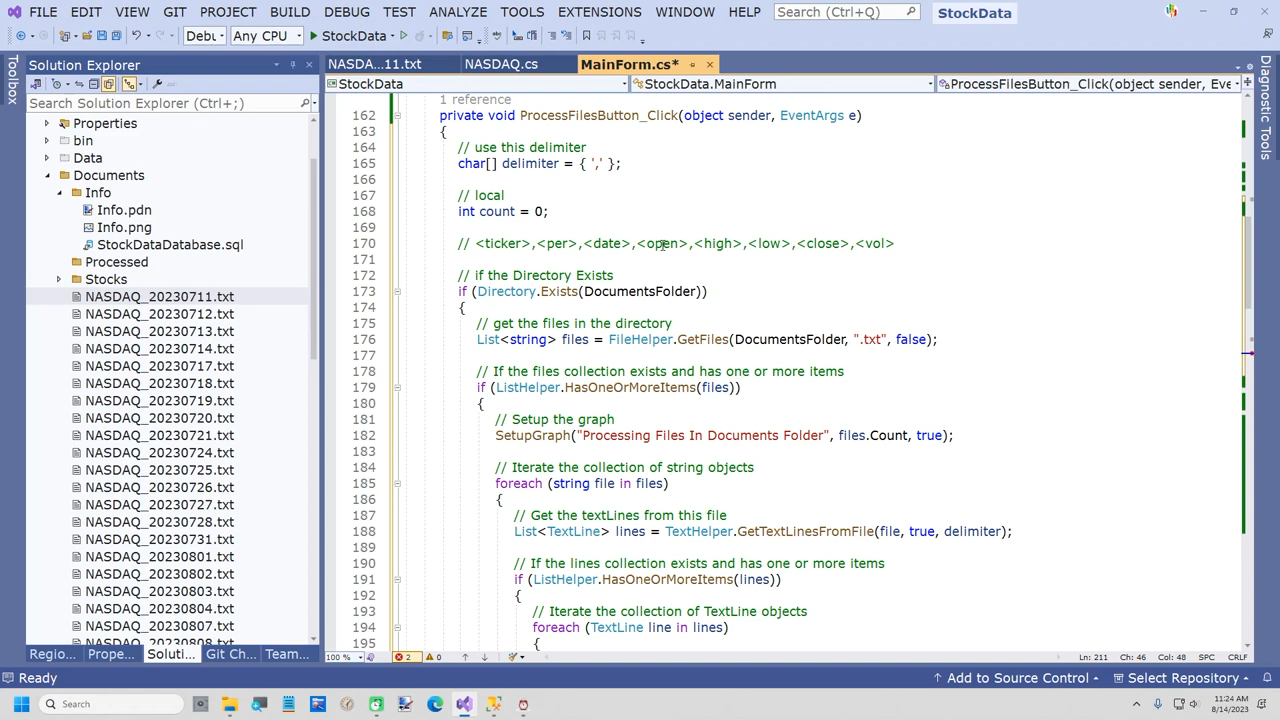 FILE EDIT VIEW GIT PROJECT BUILD DEBUG TEST ANALYZE TOOLS EXTENSIONS WINDOW HELP Search (Ctrl+Q) StockData
Debu Any CPU StockData
Toolbox
Solution Explorer
Search Solution Explorer (Ctrl+;)
Properties
bin
Data
Documents
Info
Info.pdn
Info.png
StockDataDatabase.sql
Processed
Stocks
NASDAQ_20230711.txt
NASDAQ_20230712.txt
NASDAQ_20230713.txt
NASDAQ_20230714.txt
NASDAQ_20230717.txt
NASDAQ_20230718.txt
NASDAQ_20230719.txt
NASDAQ_20230720.txt
NASDAQ_20230721.txt
NASDAQ_20230724.txt
NASDAQ_20230725.txt
NASDAQ_20230726.txt
NASDAQ_20230727.txt
NASDAQ_20230728.txt
NASDAQ_20230731.txt
NASDAQ_20230801.txt
NASDAQ_20230802.txt
NASDAQ_20230803.txt
NASDAQ_20230804.txt
NASDAQ_20230807.txt
NASDAQ_20230808.txt
Regio... Prope... Soluti... Git Ch... Team...
NASDA...11.txt NASDAQ.cs MainForm.cs*
StockData StockData.MainForm ProcessFilesButton_Click(object sender, Eve
1 reference
162 private void ProcessFilesButton_Click(object sender, EventArgs e)
163 {
164 // use this delimiter
165 char[] delimiter = { ',' };
166
167 // local
168 int count = 0;
169
170 // <ticker>,<per>,<date>,<open>,<high>,<low>,<close>,<vol>
171
172 // if the Directory Exists
173 if (Directory.Exists(DocumentsFolder))
174 {
175 // get the files in the directory
176 List<string> files = FileHelper.GetFiles(DocumentsFolder, ".txt", false);
177
178 // If the files collection exists and has one or more items
179 if (ListHelper.HasOneOrMoreItems(files))
180 {
181 // Setup the graph
182 SetupGraph("Processing Files In Documents Folder", files.Count, true);
183
184 // Iterate the collection of string objects
185 foreach (string file in files)
186 {
187 // Get the textLines from this file
188 List<TextLine> lines = TextHelper.GetTextLinesFromFile(file, true, delimiter);
189
190 // If the lines collection exists and has one or more items
191 if (ListHelper.HasOneOrMoreItems(lines))
192 {
193 // Iterate the collection of TextLine objects
194 foreach (TextLine line in lines)
195 {
100 % 2 0 Ln: 211 Ch: 46 Col: 48 SPC CRLF
Diagnostic Tools
Ready Add to Source Control Select Repository
Search 11:24 AM
8/14/2023